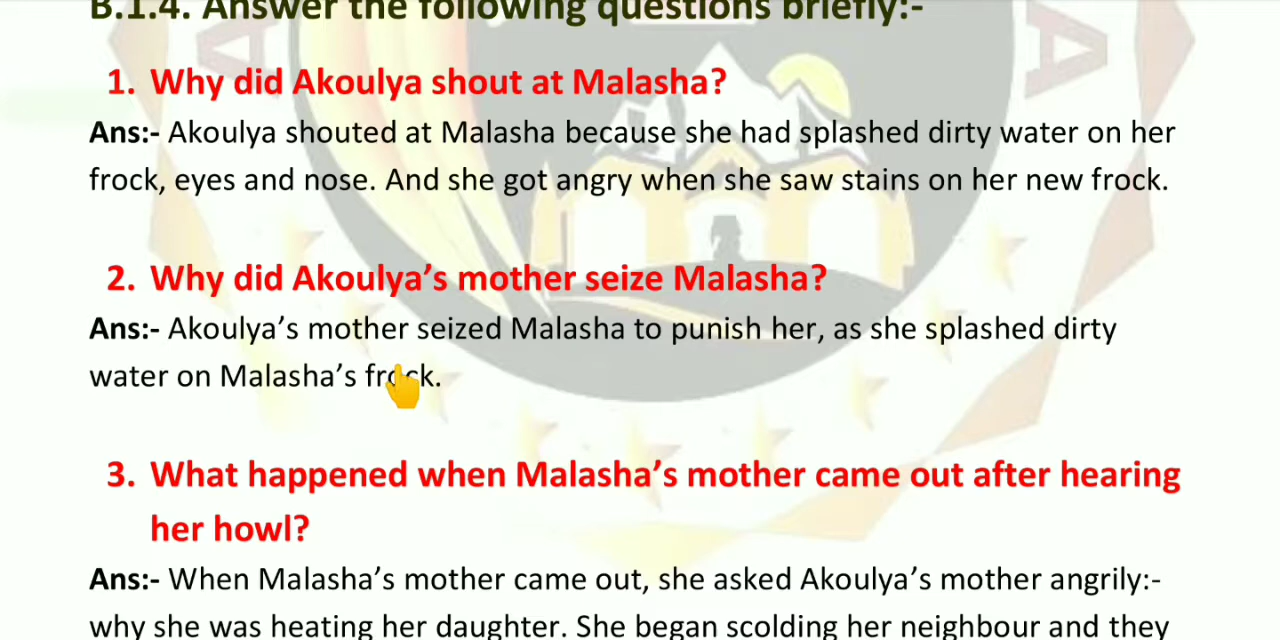 B.1.4. Answer the following questions briefly:-
1. Why did Akoulya shout at Malasha?
Ans:- Akoulya shouted at Malasha because she had splashed dirty water on her
frock, eyes and nose. And she got angry when she saw stains on her new frock.
2. Why did Akoulya’s mother seize Malasha?
Ans:- Akoulya’s mother seized Malasha to punish her, as she splashed dirty
water on Malasha’s frock.
3. What happened when Malasha’s mother came out after hearing
her howl?
Ans:- When Malasha’s mother came out, she asked Akoulya’s mother angrily:-
why she was heating her daughter. She began scolding her neighbour and they